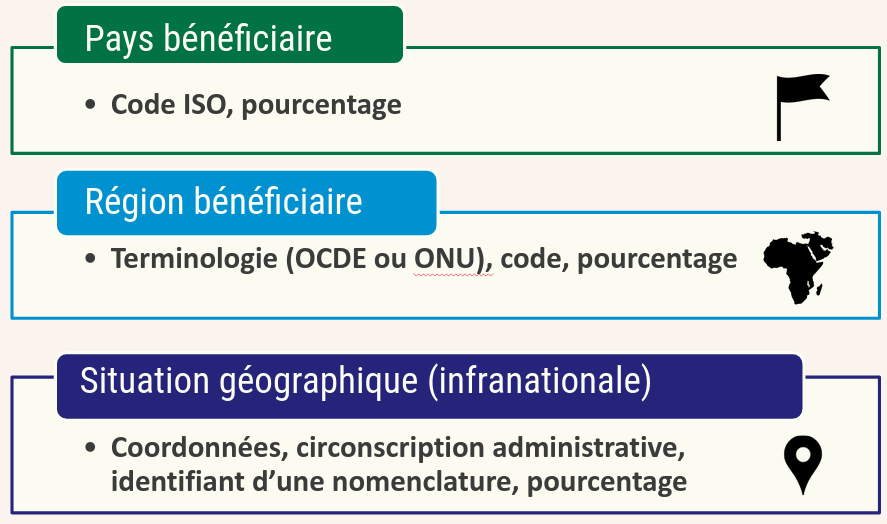 Pays bénéficiaire
• Code ISO, pourcentage
Région bénéficiaire
• Terminologie (OCDE ou ONU), code, pourcentage
Situation géographique (infranationale)
• Coordonnées, circonscription administrative,
identifiant d’une nomenclature, pourcentage